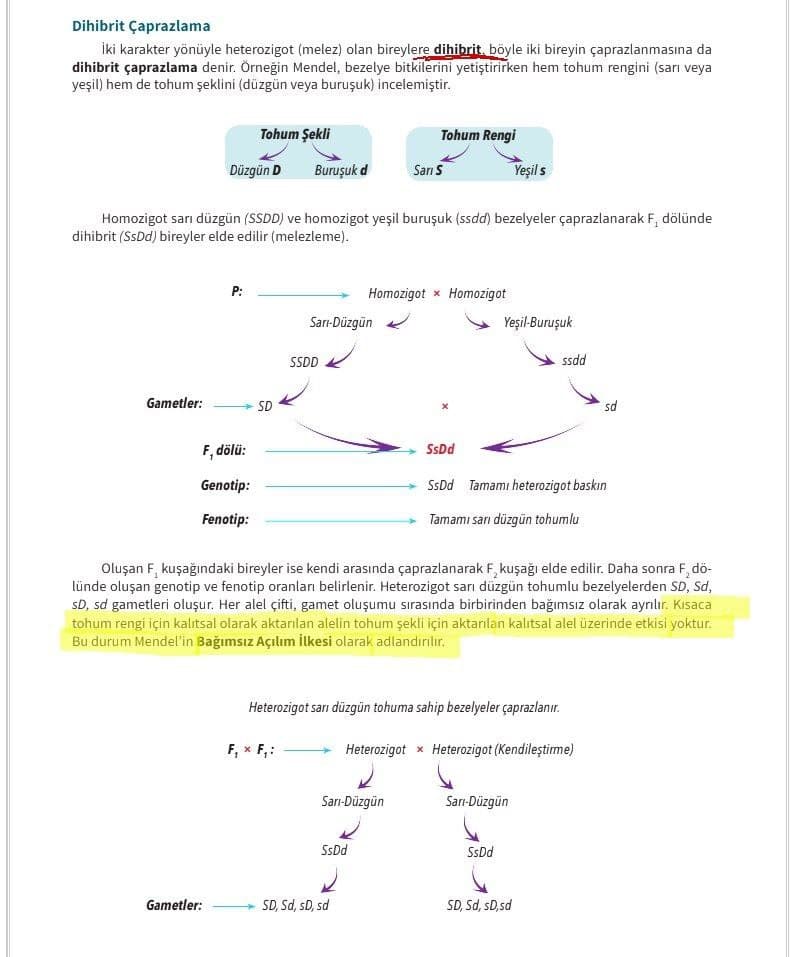 Dihibrit Çaprazlama
İki karakter yönüyle heterozigot (melez) olan bireylere dihibrit, böyle iki bireyin çaprazlanmasına da
dihibrit çaprazlama denir. Örneğin Mendel, bezelye bitkilerini yetiştirirken hem tohum rengini (sarı veya
yeşil) hem de tohum şeklini (düzgün veya buruşuk) incelemiştir.
Tohum Şekli
Düzgün D Buruşuk d
Tohum Rengi
Sarı S Yeşil s
Homozigot sarı düzgün (SSDD) ve homozigot yeşil buruşuk (ssdd) bezelyeler çaprazlanarak F₁ dölünde
dihibrit (SsDd) bireyler elde edilir (melezleme).
P: Homozigot × Homozigot
Sarı-Düzgün Yeşil-Buruşuk
SSDD ssdd
Gametler: SD × sd
F₁ dölü: SsDd
Genotip: SsDd Tamamı heterozigot baskın
Fenotip: Tamamı sarı düzgün tohumlu
Oluşan F₁ kuşağındaki bireyler ise kendi arasında çaprazlanarak F₂ kuşağı elde edilir. Daha sonra F₂ dö-
lünde oluşan genotip ve fenotip oranları belirlenir. Heterozigot sarı düzgün tohumlu bezelyelerden SD, Sd,
sD, sd gametleri oluşur. Her alel çifti, gamet oluşumu sırasında birbirinden bağımsız olarak ayrılır. Kısaca
tohum rengi için kalıtsal olarak aktarılan alelin tohum şekli için aktarılan kalıtsal alel üzerinde etkisi yoktur.
Bu durum Mendel'in Bağımsız Açılım İlkesi olarak adlandırılır.
Heterozigot sarı düzgün tohuma sahip bezelyeler çaprazlanır.
F₁ × F₁ : Heterozigot × Heterozigot (Kendileştirme)
Sarı-Düzgün Sarı-Düzgün
SsDd SsDd
Gametler: SD, Sd, sD, sd SD, Sd, sD,sd